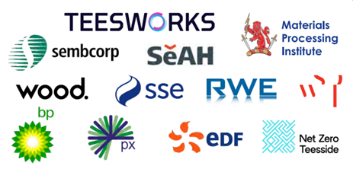 TEESWORKS
sembcorp
SeAH
Materials
Processing
Institute
wood.
sse
RWE
bp
px
eDF
Net Zero
Teesside